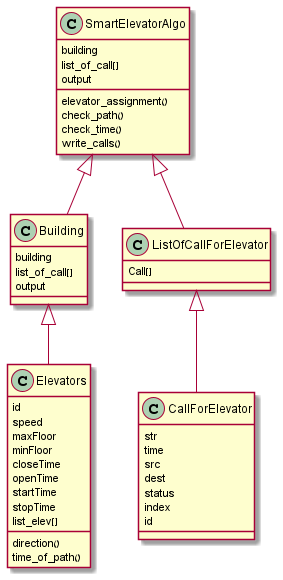 C SmartElevatorAlgo
building
list_of_call[]
output
elevator_assignment()
check_path()
check_time()
write_calls()
C Building
building
list_of_call[]
output
C ListOfCallForElevator
Call[]
C Elevators
id
speed
maxFloor
minFloor
closeTime
openTime
startTime
stopTime
list_elev[]
direction()
time_of_path()
C CallForElevator
str
time
src
dest
status
index
id